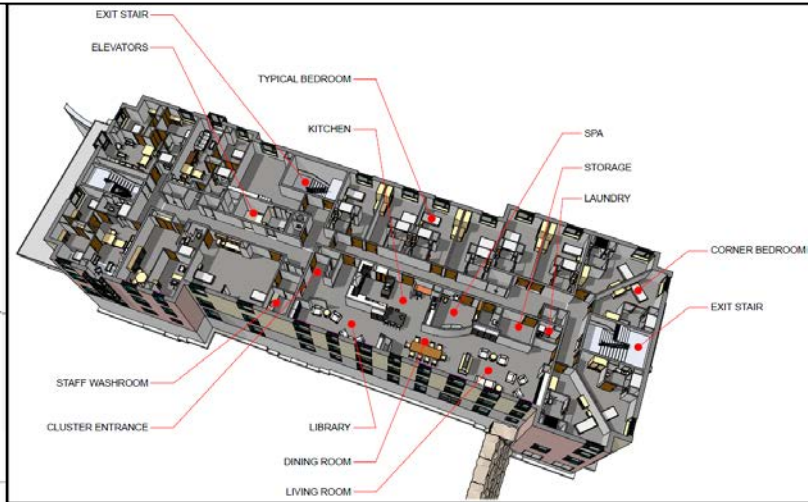 EXIT STAIR
ELEVATORS
TYPICAL BEDROOM
KITCHEN
SPA
STORAGE
LAUNDRY
CORNER BEDROOM
EXIT STAIR
STAFF WASHROOM
CLUSTER ENTRANCE
LIBRARY
DINING ROOM
LIVING ROOM